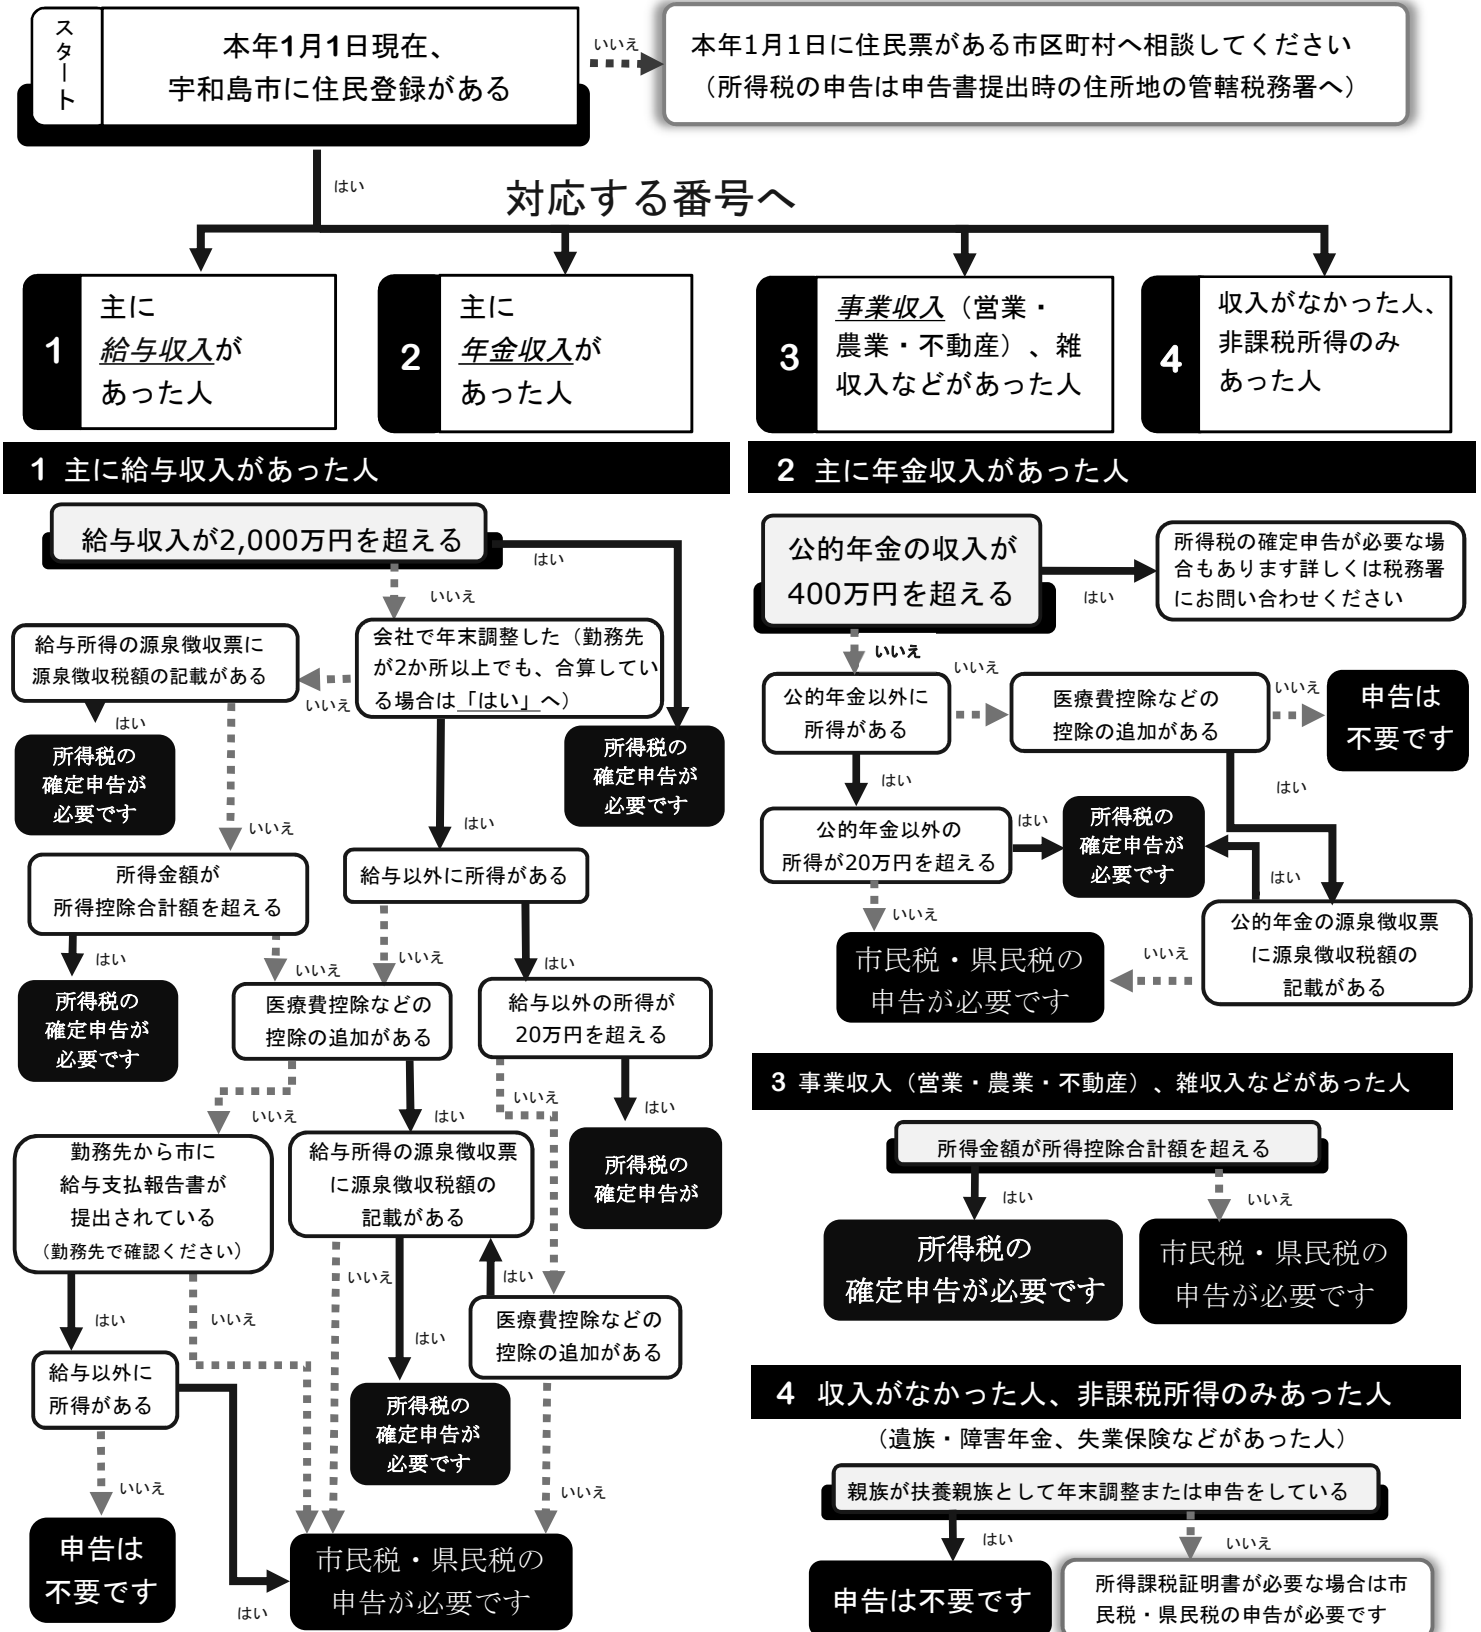 スタート
本年1月1日現在、
宇和島市に住民登録がある
いいえ
本年1月1日に住民票がある市区町村へ相談してください
（所得税の申告は申告書提出時の住所地の管轄税務署へ）
はい
対応する番号へ
1
主に
給与収入が
あった人
2
主に
年金収入が
あった人
3
事業収入（営業・
農業・不動産）、雑
収入などがあった人
4
収入がなかった人、
非課税所得のみ
あった人
1 主に給与収入があった人
給与収入が2,000万円を超える
はい
いいえ
会社で年末調整した（勤務先
が2か所以上でも、合算してい
る場合は「はい」へ）
いいえ
給与所得の源泉徴収票に
源泉徴収税額の記載がある
はい
所得税の
確定申告が
必要です
所得税の
確定申告が
必要です
いいえ
はい
所得金額が
所得控除合計額を超える
給与以外に所得がある
はい
いいえ
いいえ
はい
所得税の
確定申告が
必要です
医療費控除などの
控除の追加がある
給与以外の所得が
20万円を超える
いいえ
はい
いいえ
はい
勤務先から市に
給与支払報告書が
提出されている
（勤務先で確認ください）
給与所得の源泉徴収票
に源泉徴収税額の
記載がある
所得税の
確定申告が
はい
いいえ
いいえ
はい
はい
医療費控除などの
控除の追加がある
給与以外に
所得がある
所得税の
確定申告が
必要です
いいえ
いいえ
申告は
不要です
はい
市民税・県民税の
申告が必要です
2 主に年金収入があった人
公的年金の収入が
400万円を超える
はい
所得税の確定申告が必要な場
合もあります詳しくは税務署
にお問い合わせください
いいえ
公的年金以外に
所得がある
いいえ
医療費控除などの
控除の追加がある
いいえ
申告は
不要です
はい
はい
公的年金以外の
所得が20万円を超える
はい
所得税の
確定申告が
必要です
はい
いいえ
公的年金の源泉徴収票
に源泉徴収税額の
記載がある
いいえ
市民税・県民税の
申告が必要です
3 事業収入（営業・農業・不動産）、雑収入などがあった人
所得金額が所得控除合計額を超える
はい
いいえ
所得税の
確定申告が必要です
市民税・県民税の
申告が必要です
4 収入がなかった人、非課税所得のみあった人
（遺族・障害年金、失業保険などがあった人）
親族が扶養親族として年末調整または申告をしている
はい
いいえ
申告は不要です
所得課税証明書が必要な場合は市
民税・県民税の申告が必要です